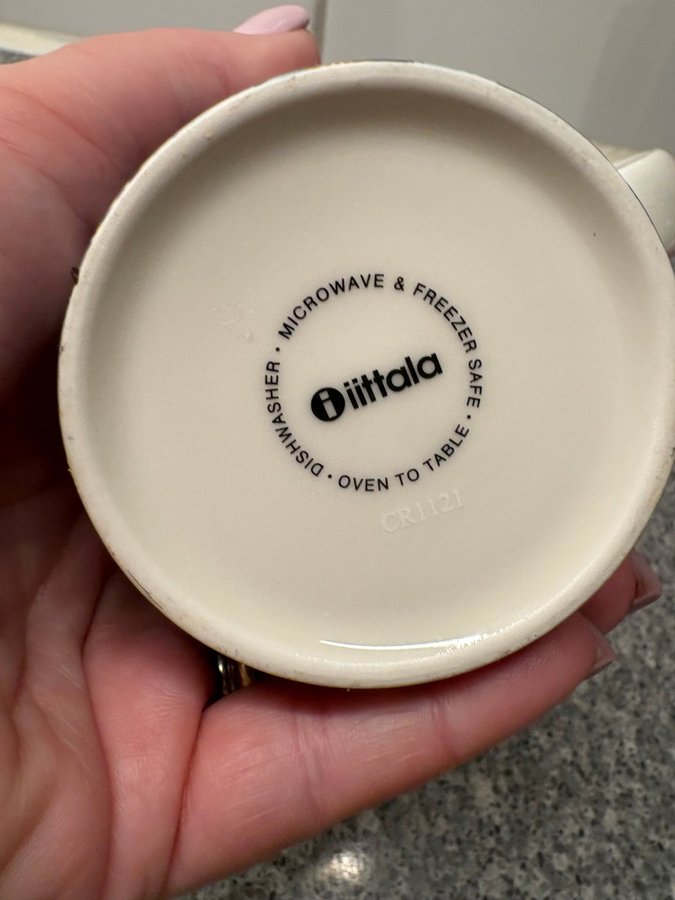 MICROWAVE & FREEZER SAFE • OVEN TO TABLE • DISHWASHER •
i iittala
CR1121